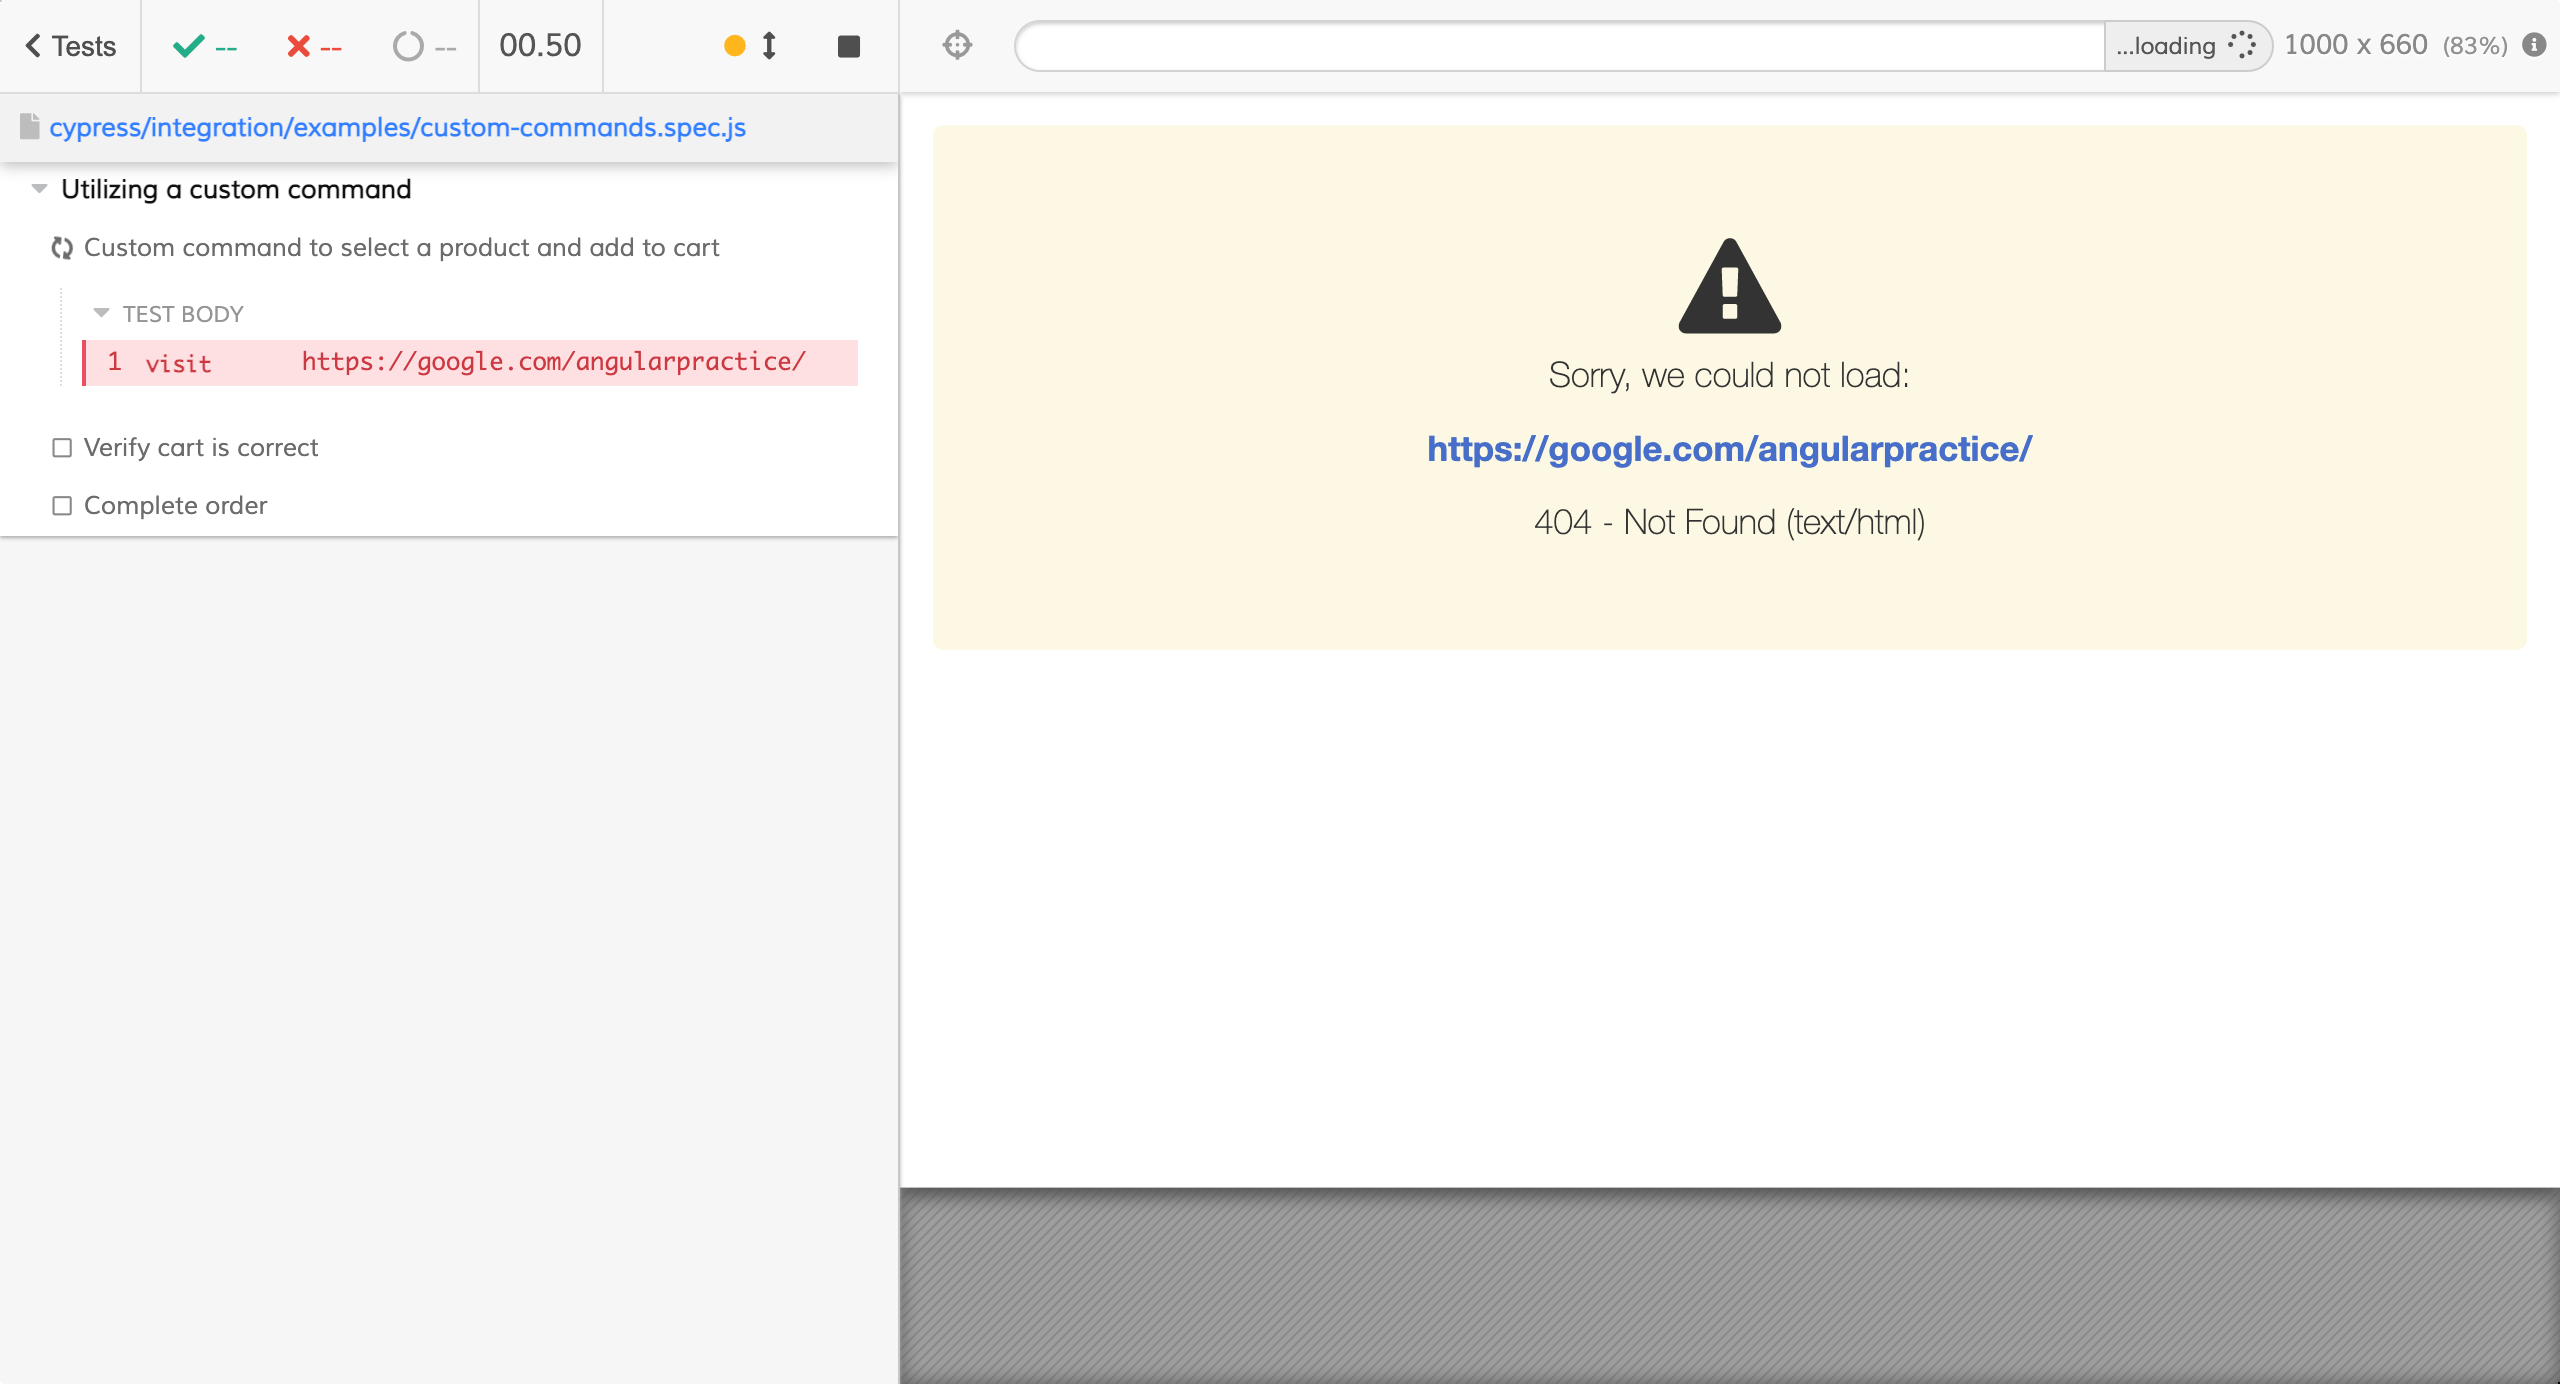 Tests
--
--
--
00.50
...loading
1000 x 660 (83%)
cypress/integration/examples/custom-commands.spec.js
Utilizing a custom command
Custom command to select a product and add to cart
TEST BODY
1 visit https://google.com/angularpractice/
Verify cart is correct
Complete order
Sorry, we could not load:
https://google.com/angularpractice/
404 - Not Found (text/html)